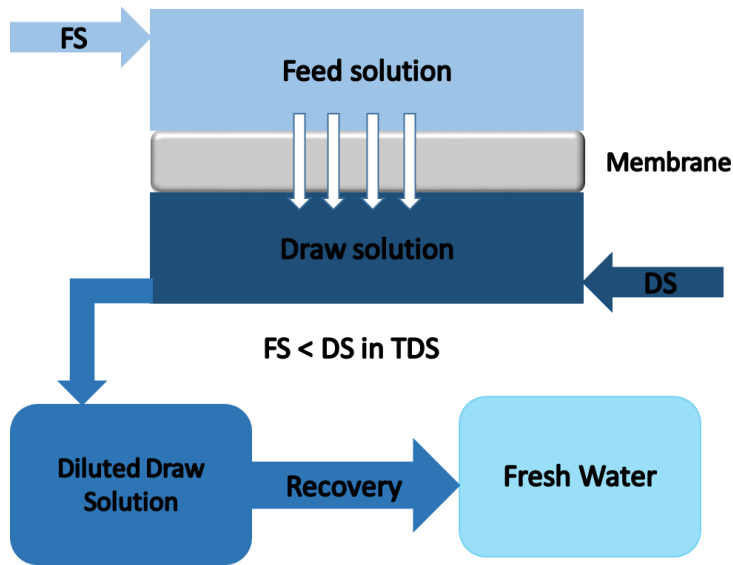 FS
Feed solution
Membrane
Draw solution
DS
FS < DS in TDS
Diluted Draw
Solution
Recovery
Fresh Water